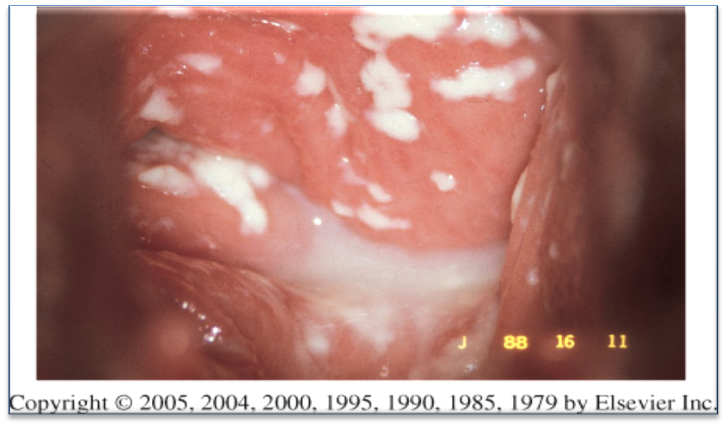 J 88 16 11
Copyright © 2005, 2004, 2000, 1995, 1990, 1985, 1979 by Elsevier Inc.